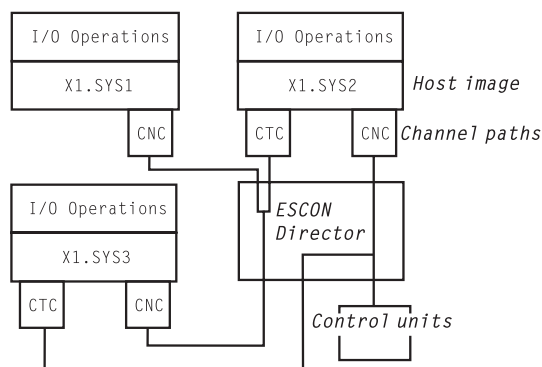 I/O Operations
X1.SYS1
CNC
I/O Operations
X1.SYS2
Host image
CTC
CNC
Channel paths
I/O Operations
X1.SYS3
CTC
CNC
ESCON
Director
Control units